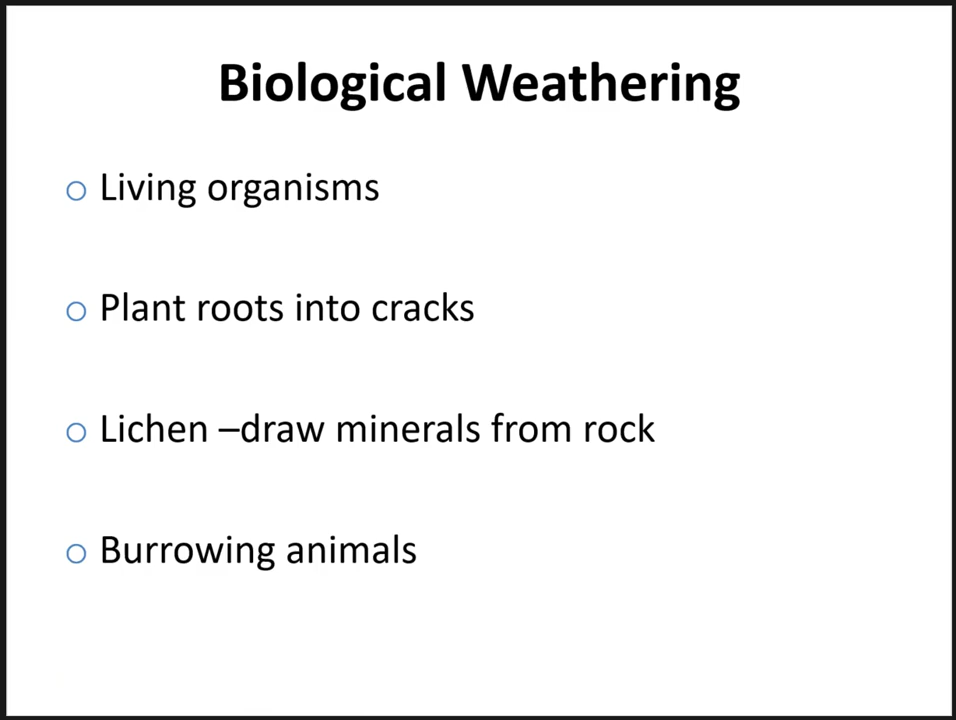 Biological Weathering
Living organisms
Plant roots into cracks
Lichen –draw minerals from rock
Burrowing animals